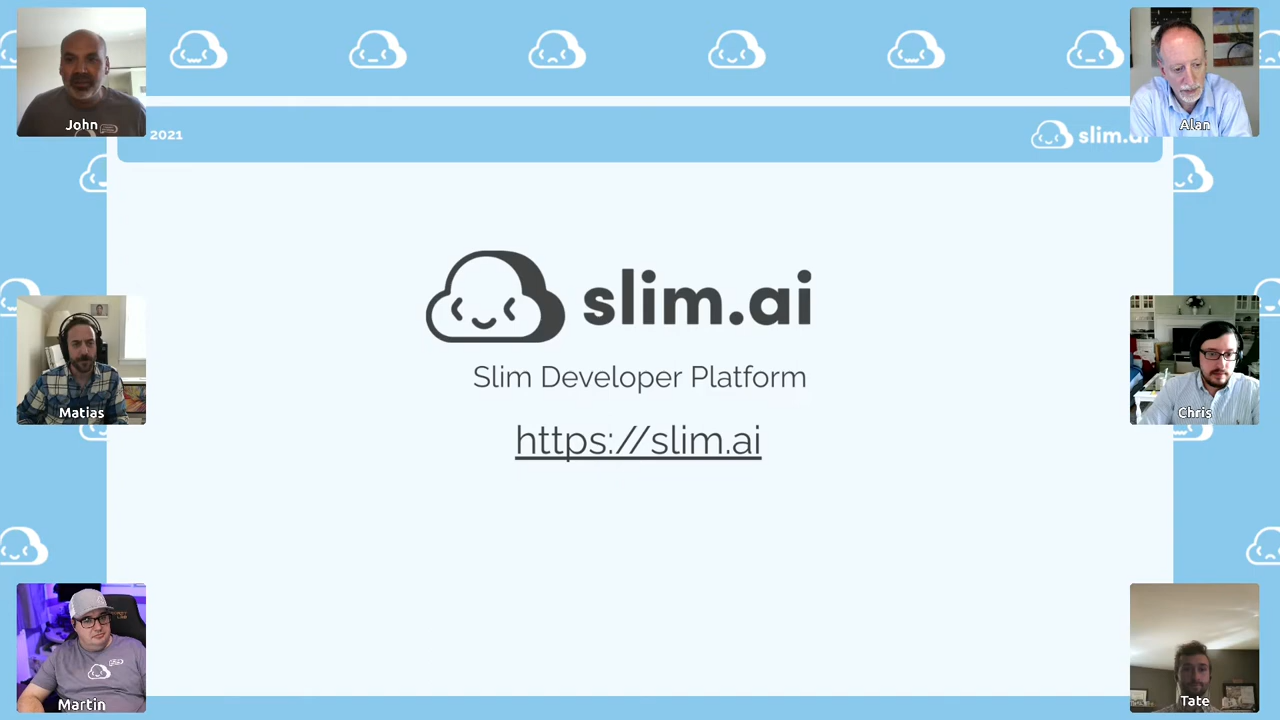 John
Alan
2021
slim.ai
slim.ai
Slim Developer Platform
https://slim.ai
Matias
Chris
Martin
Tate